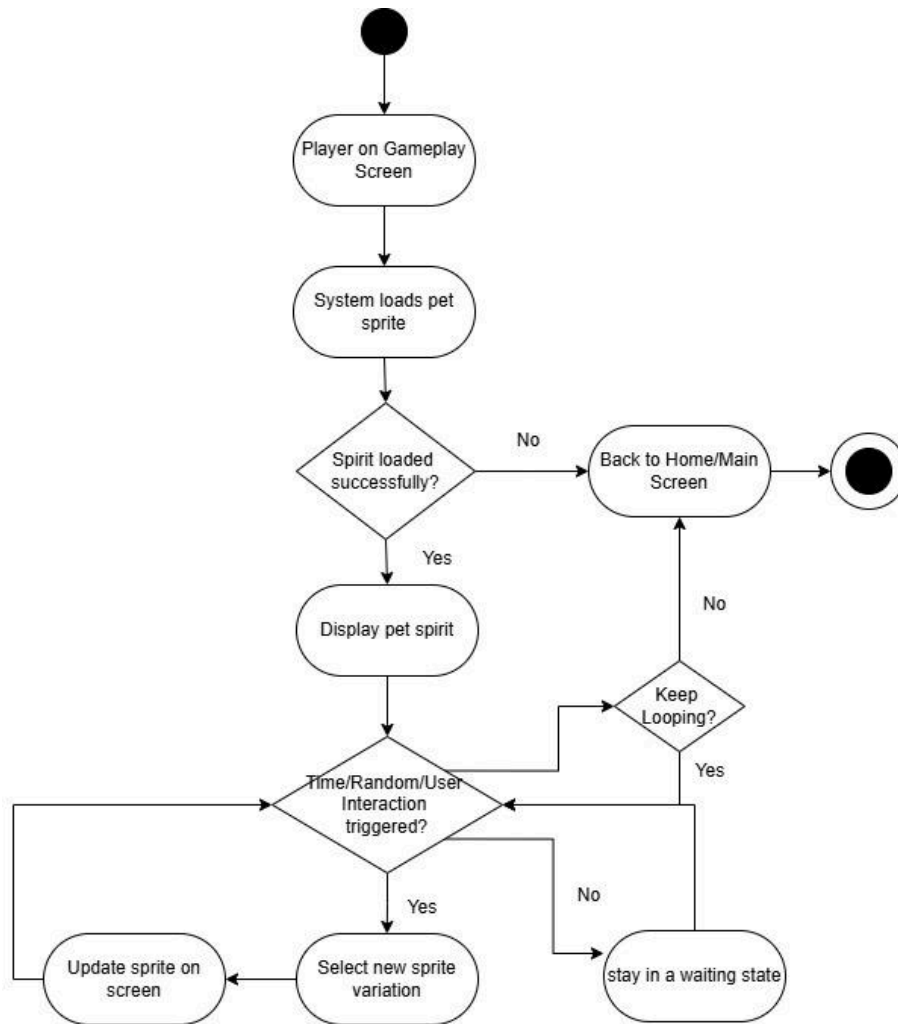 Player on Gameplay
Screen
System loads pet
sprite
Spirit loaded
successfully?
No
Back to Home/Main
Screen
Yes
Display pet spirit
No
Keep
Looping?
Yes
Time/Random/User
Interaction
triggered?
No
Yes
Update sprite on
screen
Select new sprite
variation
stay in a waiting state